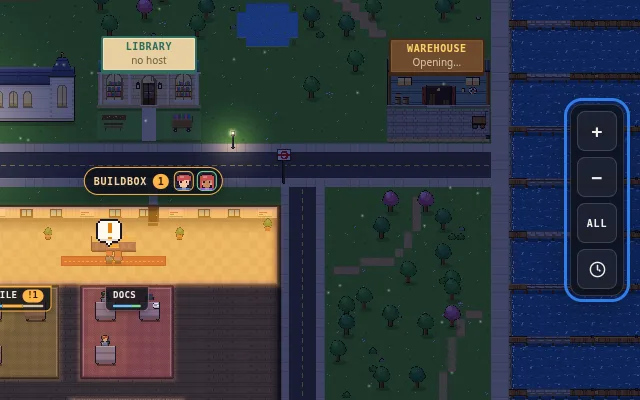 LIBRARY
no host
WAREHOUSE
Opening...
BUILDBOX 1
ILE !1
DOCS
!
+
−
ALL